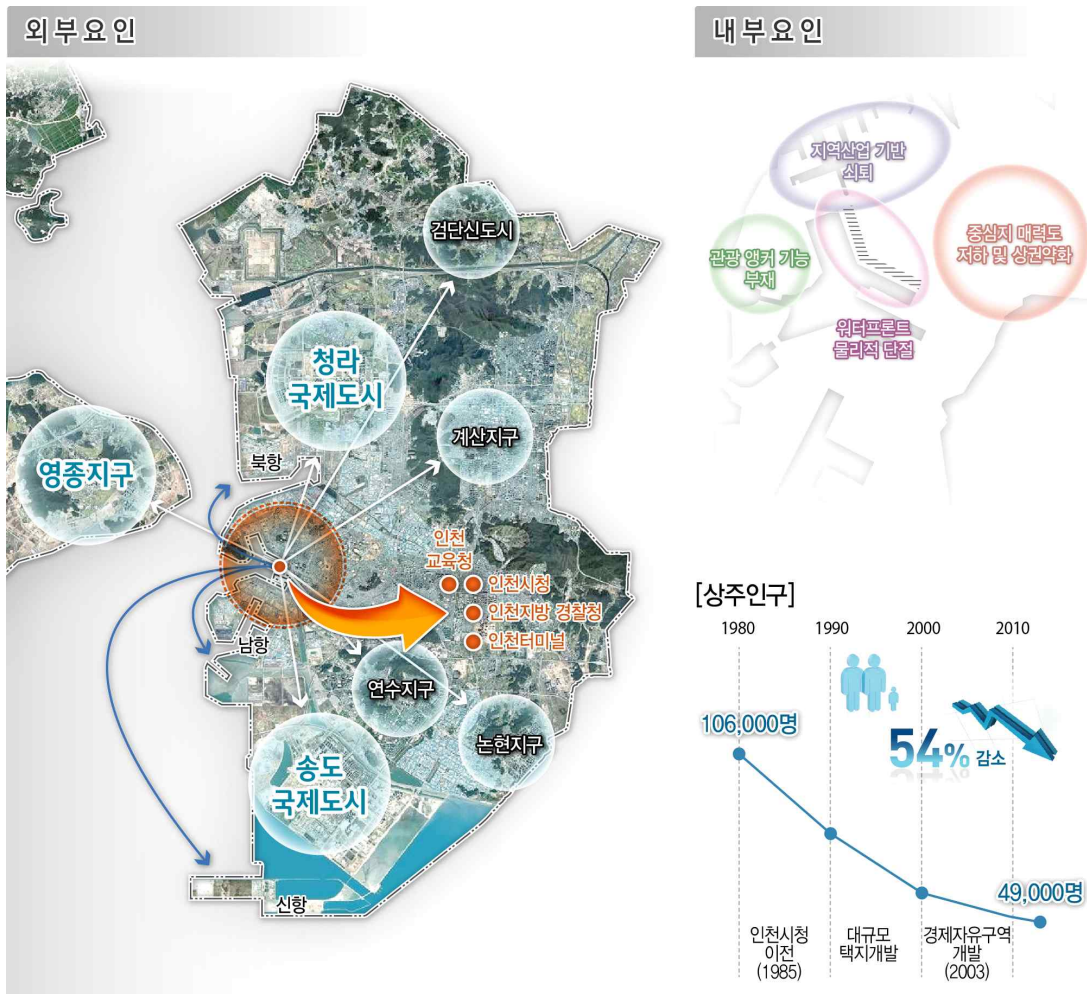 외부요인
검단신도시
청라
국제도시
계산지구
영종지구
북항
인천
교육청
인천시청
인천지방 경찰청
인천터미널
남항
연수지구
논현지구
송도
국제도시
신항
내부요인
지역산업 기반
쇠퇴
관광 앵커 기능
부재
중심지 매력도
저하 및 상권약화
워터프론트
물리적 단절
[상주인구]
1980 1990 2000 2010
106,000명
54% 감소
49,000명
인천시청
이전
(1985)
대규모
택지개발
경제자유구역
개발
(2003)